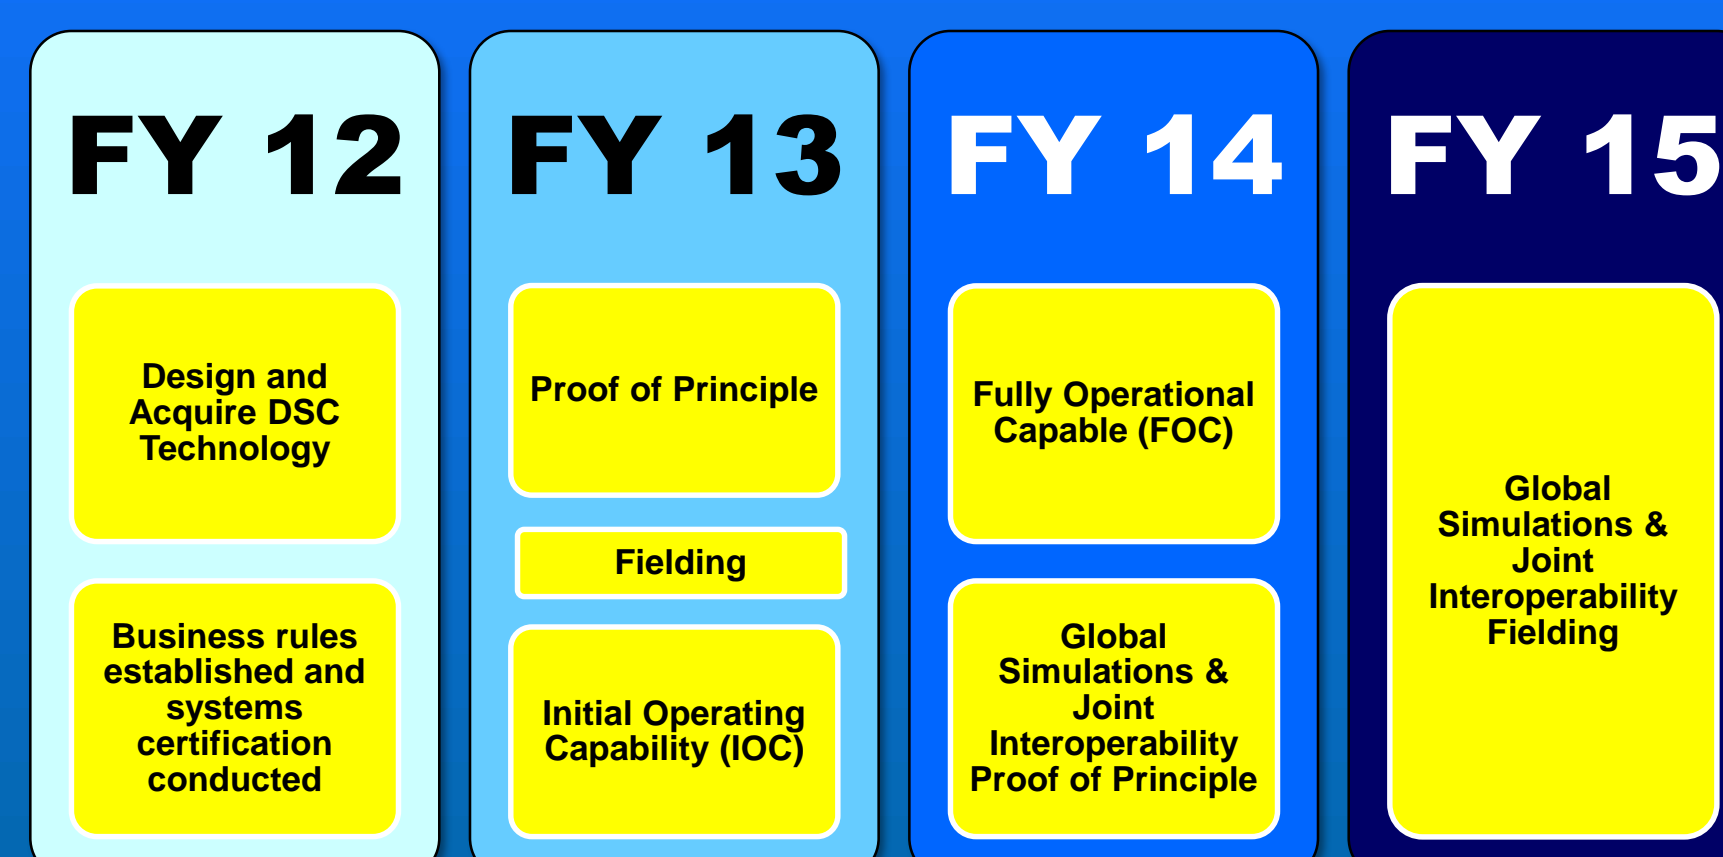 FY 12
Design and
Acquire DSC
Technology
Business rules
established and
systems
certification
conducted
FY 13
Proof of Principle
Fielding
Initial Operating
Capability (IOC)
FY 14
Fully Operational
Capable (FOC)
Global
Simulations &
Joint
Interoperability
Proof of Principle
FY 15
Global
Simulations &
Joint
Interoperability
Fielding